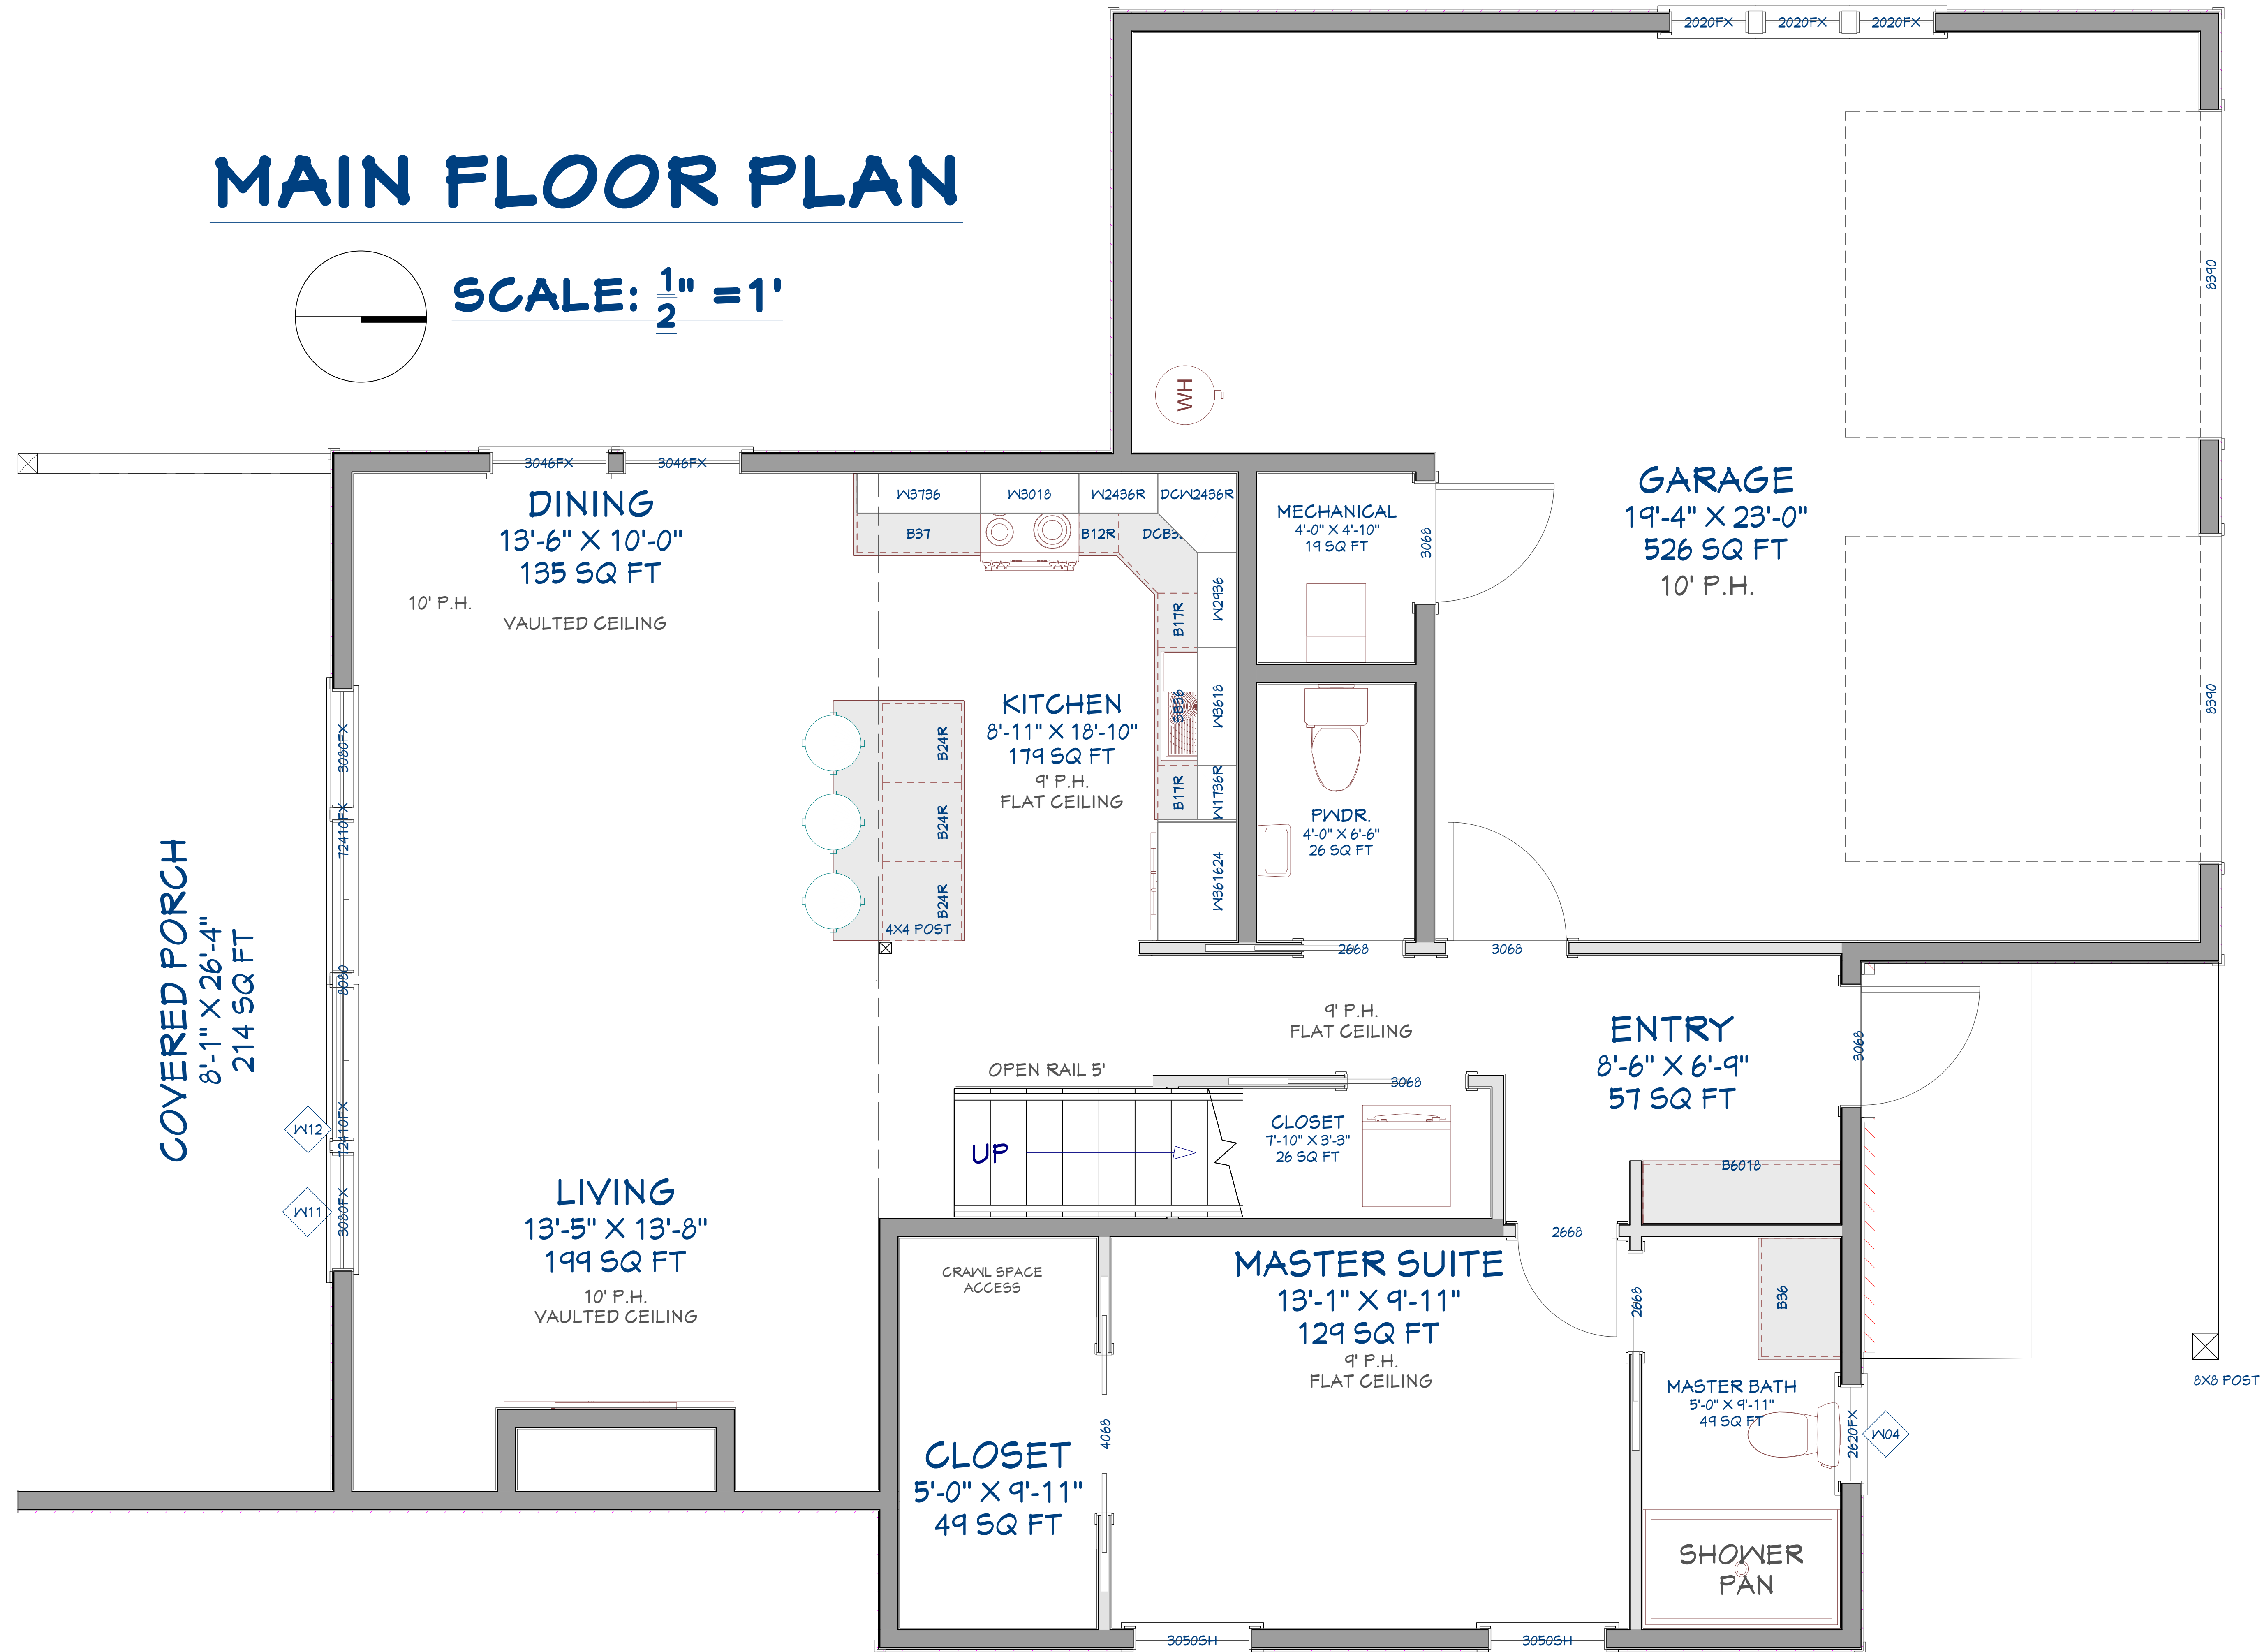 MAIN FLOOR PLAN
SCALE: 1/2" =1'
2020FX 2020FX 2020FX
8390
WH
3046FX 3046FX
DINING
13'-6" X 10'-0"
135 SQ FT
10' P.H.
VAULTED CEILING
W3736 W3018 W2436R DCW2436R
B37 B12R
W2936
B17R
SB36
W3618
B17R
W1736R
W361624
KITCHEN
8'-11" X 18'-10"
179 SQ FT
9' P.H.
FLAT CEILING
B24R
B24R
B24R
4X4 POST
MECHANICAL
4'-0" X 4'-10"
19 SQ FT
3068
GARAGE
19'-4" X 23'-0"
526 SQ FT
10' P.H.
8390
PWDR.
4'-0" X 6'-6"
26 SQ FT
2668
3068
COVERED PORCH
8'-1" X 26'-4"
214 SQ FT
3080FX
72410FX
8080
72410FX
3080FX
W12
W11
9' P.H.
FLAT CEILING
ENTRY
8'-6" X 6'-9"
57 SQ FT
3068
OPEN RAIL 5'
UP
3068
CLOSET
7'-10" X 3'-3"
26 SQ FT
B6018
LIVING
13'-5" X 13'-8"
199 SQ FT
10' P.H.
VAULTED CEILING
CRAWL SPACE
ACCESS
CLOSET
5'-0" X 9'-11"
49 SQ FT
4068
MASTER SUITE
13'-1" X 9'-11"
129 SQ FT
9' P.H.
FLAT CEILING
2668
2668
B36
MASTER BATH
5'-0" X 9'-11"
49 SQ FT
2620FX
W04
8X8 POST
SHOWER
PAN
3050SH 3050SH